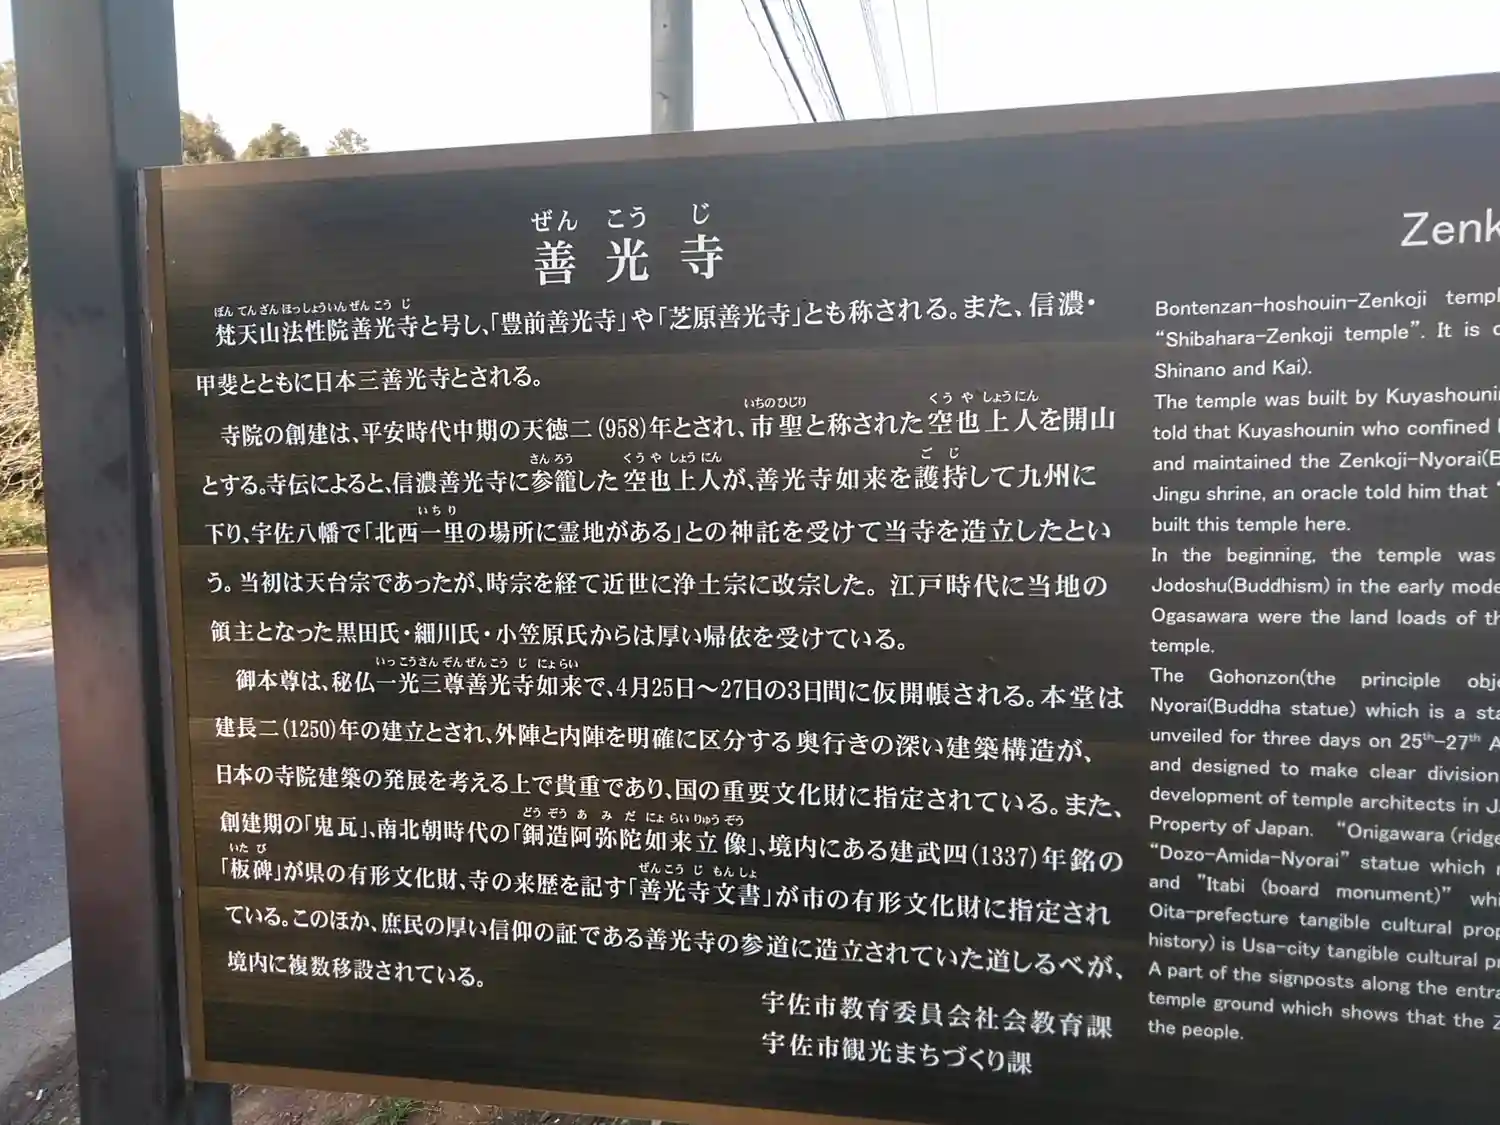 ぜん こう じ
善光寺
ぼん てん ざん ほっ しょう いん ぜん こう じ
梵天山法性院善光寺と号し、「豊前善光寺」や「芝原善光寺」とも称される。また、信濃・
甲斐とともに日本三善光寺とされる。
いちの ひじり くう や しょう にん
寺院の創建は、平安時代中期の天徳二(958)年とされ、市聖と称された空也上人を開山
さん ろう くう や しょう にん ご じ
とする。寺伝によると、信濃善光寺に参籠した空也上人が、善光寺如来を護持して九州に
いち り
下り、宇佐八幡で「北西一里の場所に霊地がある」との神託を受けて当寺を造立したとい
う。当初は天台宗であったが、時宗を経て近世に浄土宗に改宗した。江戸時代に当地の
領主となった黒田氏・細川氏・小笠原氏からは厚い帰依を受けている。
いっ こう さん ぞん ぜん こう じ にょ らい
御本尊は、秘仏一光三尊善光寺如来で、4月25日～27日の3日間に仮開帳される。本堂は
建長二(1250)年の建立とされ、外陣と内陣を明確に区分する奥行きの深い建築構造が、
日本の寺院建築の発展を考える上で貴重であり、国の重要文化財に指定されている。また、
どう ぞう あ み だ にょ らい りゅう ぞう
創建期の「鬼瓦」、南北朝時代の「銅造阿弥陀如来立像」、境内にある建武四(1337)年銘の
いた び ぜん こう じ もん じょ
「板碑」が県の有形文化財、寺の来歴を記す「善光寺文書」が市の有形文化財に指定され
ている。このほか、庶民の厚い信仰の証である善光寺の参道に造立されていた道しるべが、
境内に複数移設されている。
宇佐市教育委員会社会教育課
宇佐市観光まちづくり課
Zenk
Bontenzan-hoshouin-Zenkoji templ
“Shibahara-Zenkoji temple”. It is
Shinano and Kai).
The temple was built by Kuyashounin
told that Kuyashounin who confined
and maintained the Zenkoji-Nyorai(B
Jingu shrine, an oracle told him that “
built this temple here.
In the beginning, the temple was
Jodoshu(Buddhism) in the early mode
Ogasawara were the land loads of th
temple.
The Gohonzon(the principle obje
Nyorai(Buddha statue) which is a sta
unveiled for three days on 25th-27th A
and designed to make clear division
development of temple architects in J
Property of Japan. “Onigawara (ridge
“Dozo-Amida-Nyorai” statue which
and ”Itabi (board monument)” whi
Oita-prefecture tangible cultural prop
history) is Usa-city tangible cultural p
A part of the signposts along the entra
temple ground which shows that the Z
the people.